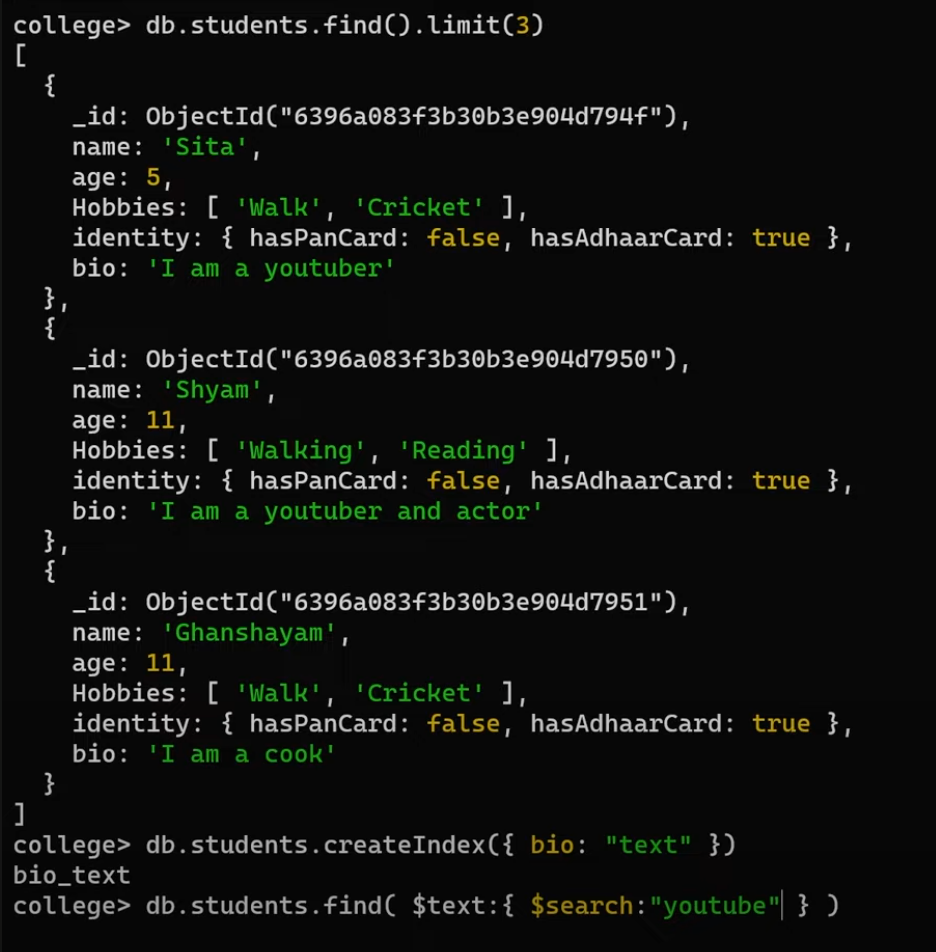 college> db.students.find().limit(3)
[
  {
    _id: ObjectId("6396a083f3b30b3e904d794f"),
    name: 'Sita',
    age: 5,
    Hobbies: [ 'Walk', 'Cricket' ],
    identity: { hasPanCard: false, hasAdhaarCard: true },
    bio: 'I am a youtuber'
  },
  {
    _id: ObjectId("6396a083f3b30b3e904d7950"),
    name: 'Shyam',
    age: 11,
    Hobbies: [ 'Walking', 'Reading' ],
    identity: { hasPanCard: false, hasAdhaarCard: true },
    bio: 'I am a youtuber and actor'
  },
  {
    _id: ObjectId("6396a083f3b30b3e904d7951"),
    name: 'Ghanshayam',
    age: 11,
    Hobbies: [ 'Walk', 'Cricket' ],
    identity: { hasPanCard: false, hasAdhaarCard: true },
    bio: 'I am a cook'
  }
]
college> db.students.createIndex({ bio: "text" })
bio_text
college> db.students.find( $text:{ $search:"youtube" } )